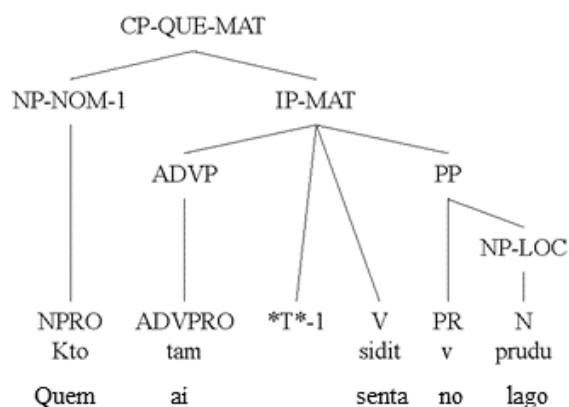 CP-QUE-MAT
NP-NOM-1 IP-MAT
ADVP PP
NP-LOC
NPRO ADVPRO *T*-1 V PR N
Kto tam sidit v prudu
Quem ai senta no lago